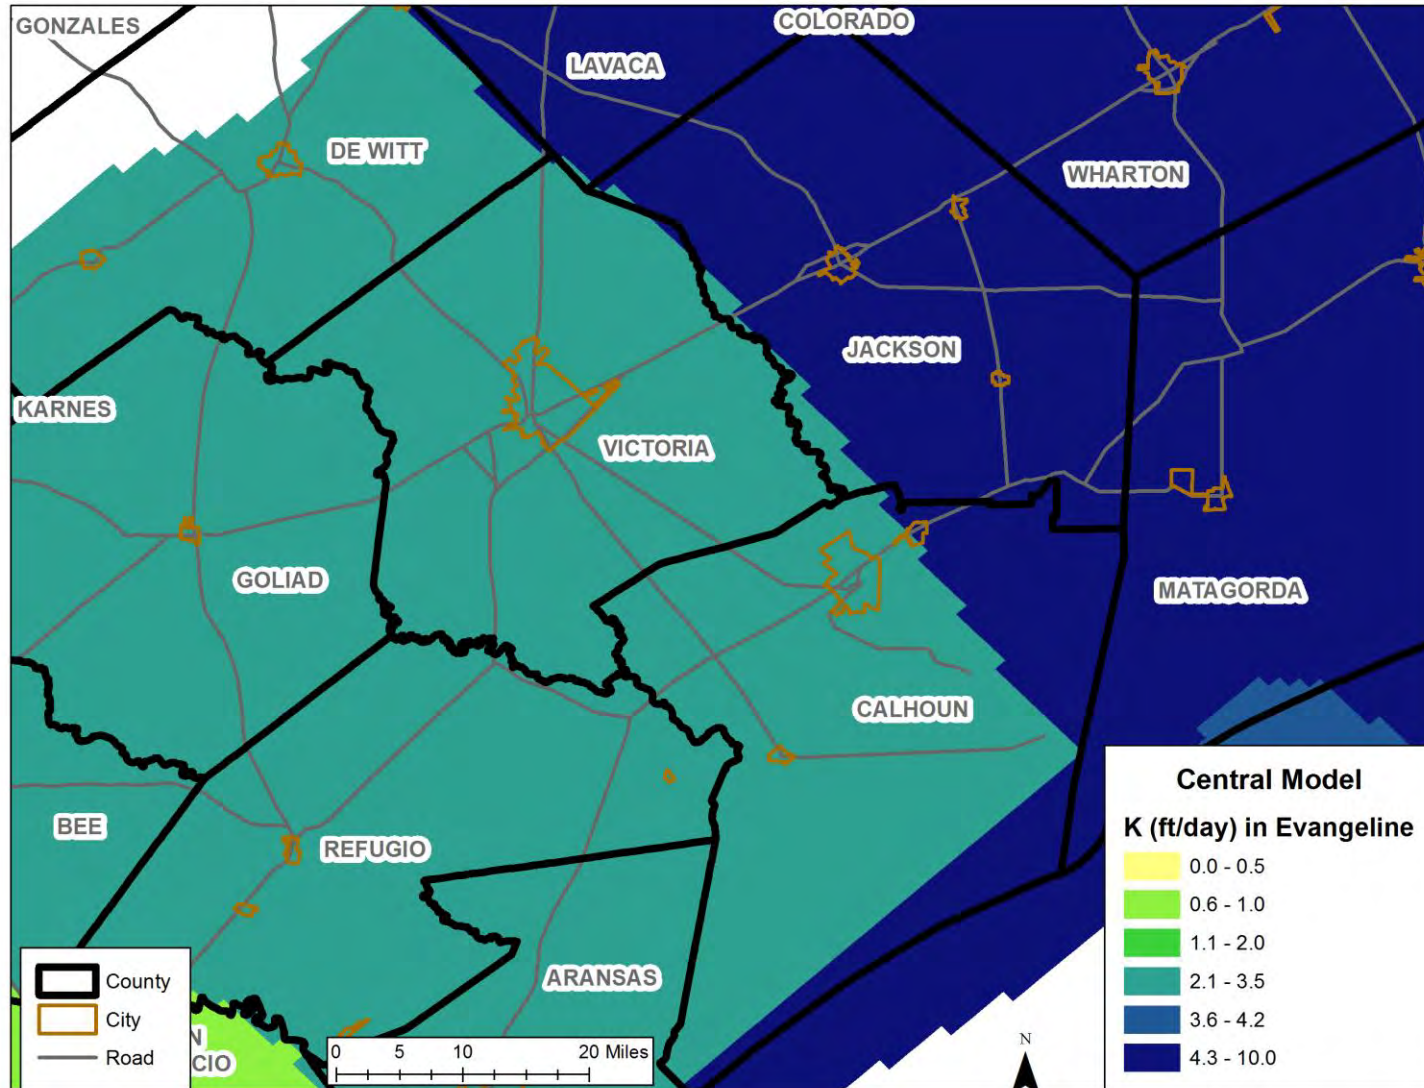 GONZALES
COLORADO
LAVACA
DE WITT
WHARTON
JACKSON
KARNES
VICTORIA
GOLIAD
MATAGORDA
CALHOUN
BEE
REFUGIO
ARANSAS
N
CIO
County
City
Road
0 5 10 20 Miles
N
Central Model
K (ft/day) in Evangeline
0.0 - 0.5
0.6 - 1.0
1.1 - 2.0
2.1 - 3.5
3.6 - 4.2
4.3 - 10.0